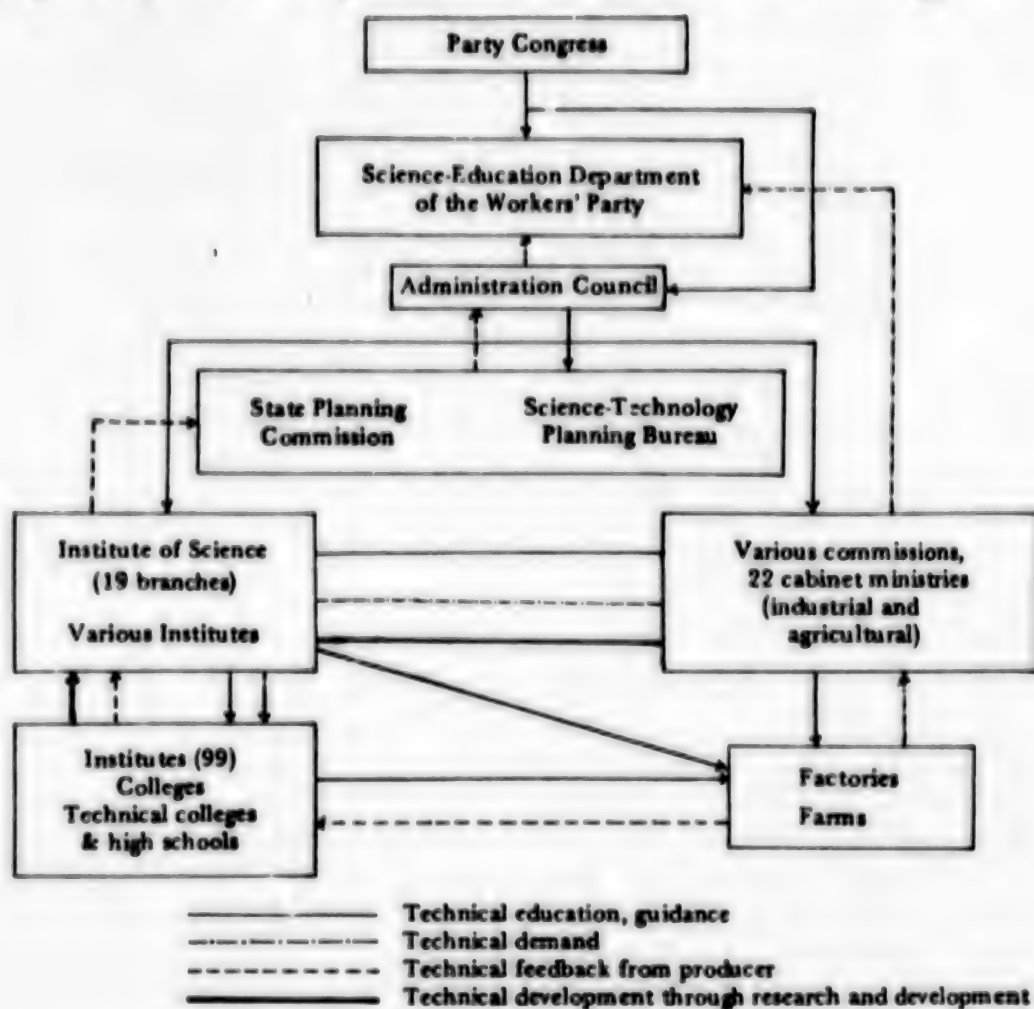 Party Congress
Science-Education Department
of the Workers' Party
Administration Council
State Planning
Commission
Science-Technology
Planning Bureau
Institute of Science
(19 branches)
Various Institutes
Various commissions,
22 cabinet ministries
(industrial and
agricultural)
Institutes (99)
Colleges
Technical colleges
& high schools
Factories
Farms
Technical education, guidance
Technical demand
Technical feedback from producer
Technical development through research and development